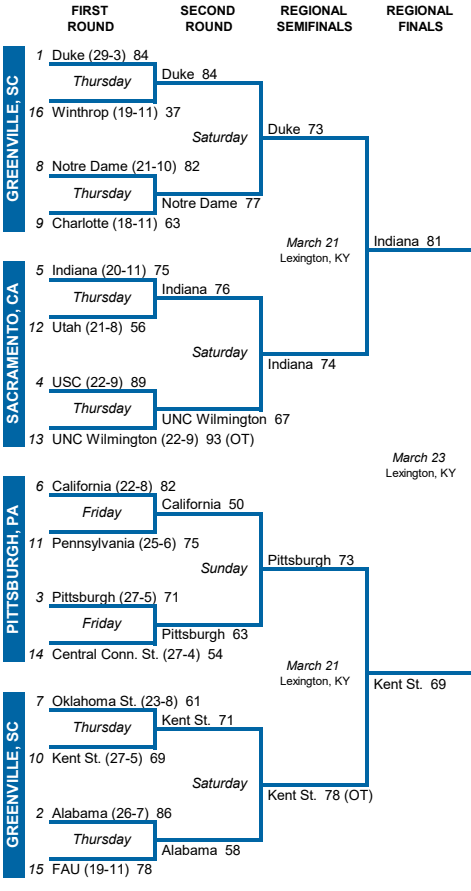 FIRST ROUND
SECOND ROUND
REGIONAL SEMIFINALS
REGIONAL FINALS
GREENVILLE, SC
1 Duke (29-3) 84
Thursday
16 Winthrop (19-11) 37
8 Notre Dame (21-10) 82
Thursday
9 Charlotte (18-11) 63
Duke 84
Saturday
Notre Dame 77
SACRAMENTO, CA
5 Indiana (20-11) 75
Thursday
12 Utah (21-8) 56
4 USC (22-9) 89
Thursday
13 UNC Wilmington (22-9) 93 (OT)
Indiana 76
Saturday
UNC Wilmington 67
Duke 73
March 21
Lexington, KY
Indiana 74
PITTSBURGH, PA
6 California (22-8) 82
Friday
11 Pennsylvania (25-6) 75
3 Pittsburgh (27-5) 71
Friday
14 Central Conn. St. (27-4) 54
California 50
Sunday
Pittsburgh 63
GREENVILLE, SC
7 Oklahoma St. (23-8) 61
Thursday
10 Kent St. (27-5) 69
2 Alabama (26-7) 86
Thursday
15 FAU (19-11) 78
Kent St. 71
Saturday
Alabama 58
Pittsburgh 73
March 21
Lexington, KY
Kent St. 78 (OT)
Indiana 81
March 23
Lexington, KY
Kent St. 69